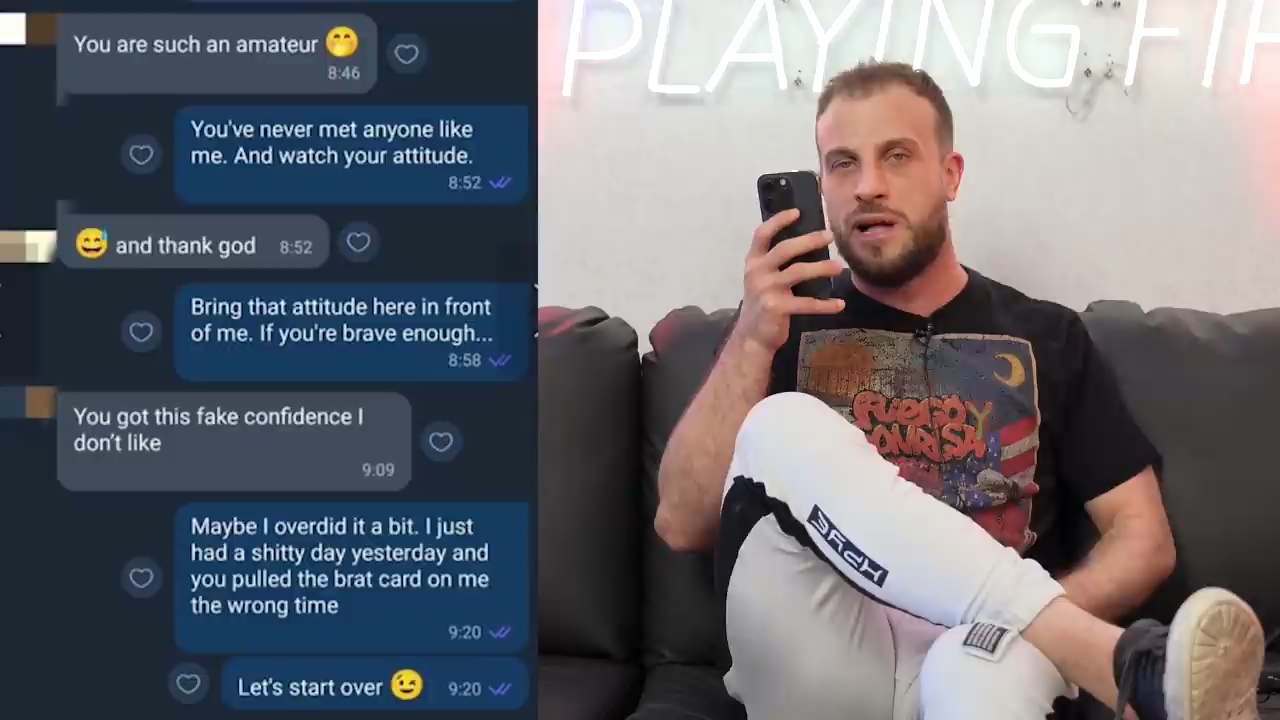 You are such an amateur 🤭
8:46
You've never met anyone like
me. And watch your attitude.
8:52
😅 and thank god 8:52
Bring that attitude here in front
of me. If you're brave enough...
8:58
You got this fake confidence I
don't like
9:09
Maybe I overdid it a bit. I just
had a shitty day yesterday and
you pulled the brat card on me
the wrong time
9:20
Let's start over 😉 9:20
PLAYING FIR
FUEGO Y
SONRISA
HYPE